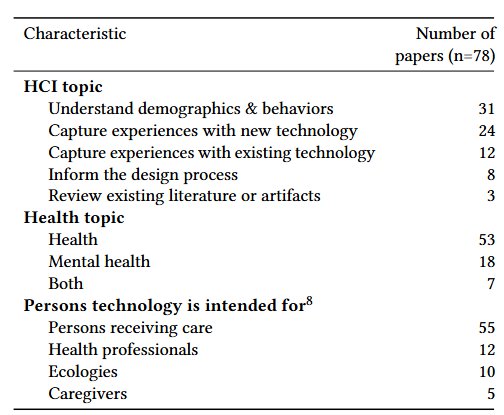 Characteristic Number of
papers (n=78)
HCI topic
Understand demographics & behaviors 31
Capture experiences with new technology 24
Capture experiences with existing technology 12
Inform the design process 8
Review existing literature or artifacts 3
Health topic
Health 53
Mental health 18
Both 7
Persons technology is intended for⁸
Persons receiving care 55
Health professionals 12
Ecologies 10
Caregivers 5